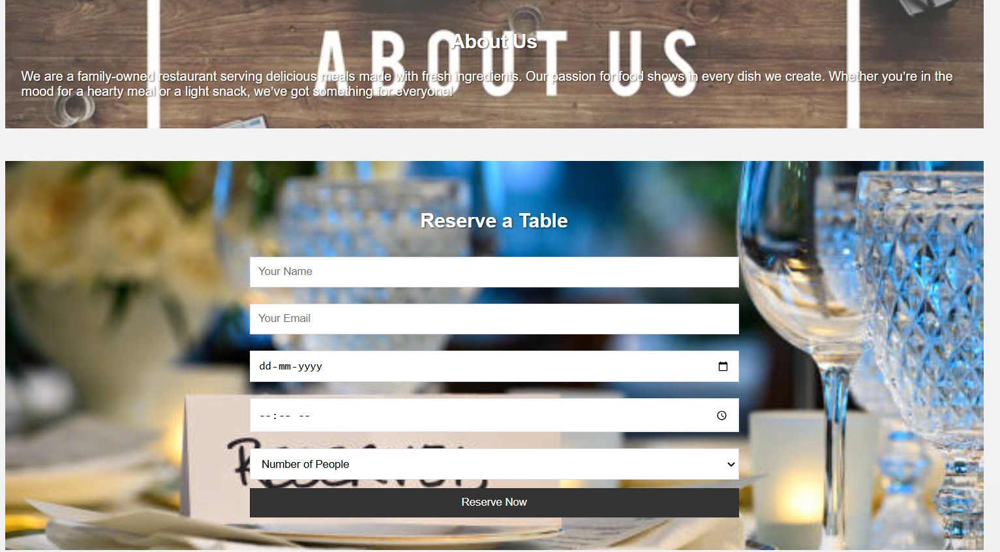 ABOUT US
About Us
We are a family-owned restaurant serving delicious meals made with fresh ingredients. Our passion for food shows in every dish we create. Whether you’re in the
mood for a hearty meal or a light snack, we’ve got something for everyone!
Reserve a Table
Your Name
Your Email
dd-mm-yyyy
--:-- --
Number of People
Reserve Now